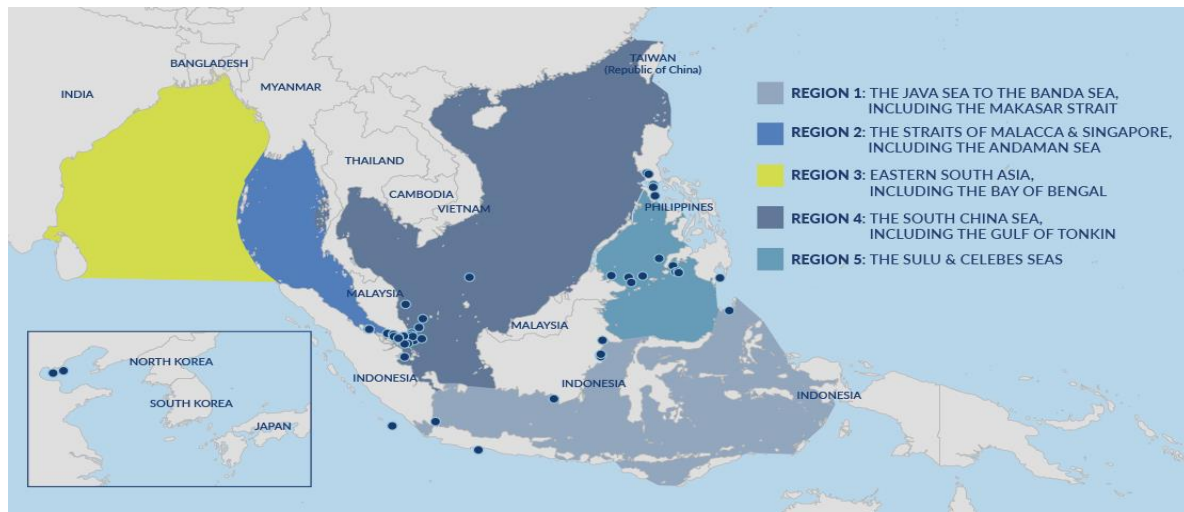 TAIWAN
(Republic of China)
BANGLADESH
INDIA
MYANMAR
REGION 1: THE JAVA SEA TO THE BANDA SEA,
INCLUDING THE MAKASAR STRAIT
REGION 2: THE STRAITS OF MALACCA & SINGAPORE,
INCLUDING THE ANDAMAN SEA
THAILAND
REGION 3: EASTERN SOUTH ASIA,
INCLUDING THE BAY OF BENGAL
CAMBODIA
VIETNAM
PHILIPPINES
REGION 4: THE SOUTH CHINA SEA,
INCLUDING THE GULF OF TONKIN
REGION 5: THE SULU & CELEBES SEAS
MALAYSIA
MALAYSIA
NORTH KOREA
INDONESIA
INDONESIA
INDONESIA
SOUTH KOREA
JAPAN